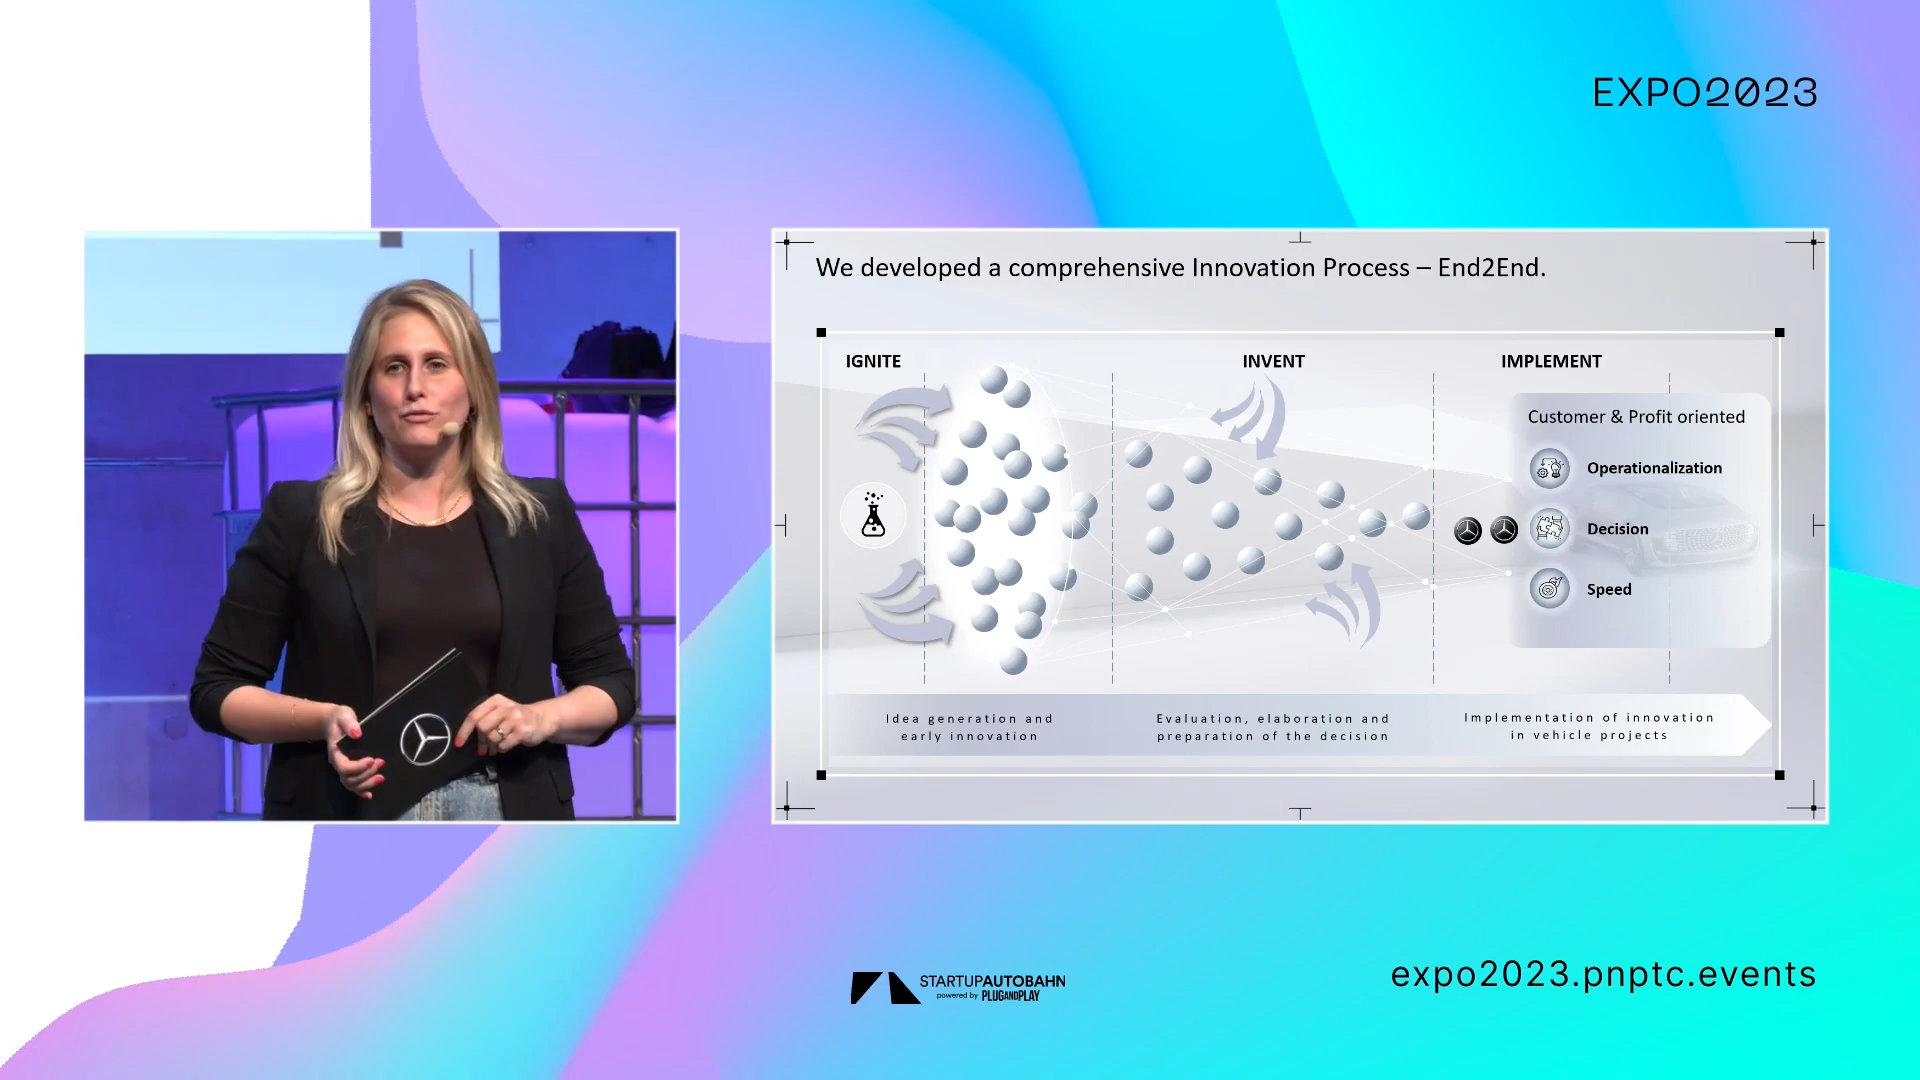 EXPO2023
We developed a comprehensive Innovation Process – End2End.
IGNITE
INVENT
IMPLEMENT
Customer & Profit oriented
Operationalization
Decision
Speed
Idea generation and
early innovation
Evaluation, elaboration and
preparation of the decision
Implementation of innovation
in vehicle projects
STARTUPAUTOBAHN
powered by PLUGANDPLAY
expo2023.pnptc.events